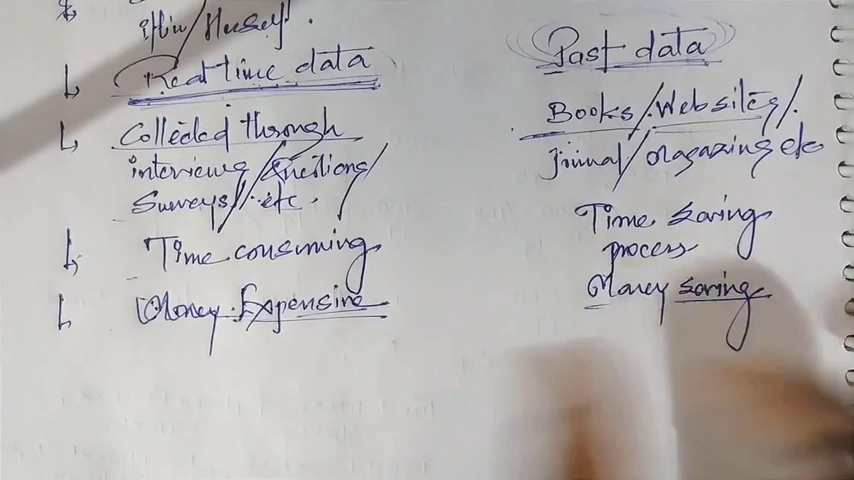 Him/Herself.
Real time data
Past data
Collected through
interviews/Questions/
Surveys/..etc.
Books/Websites/.
Journal/Magazing etc
Time consuming
Time Saving
process
Money Expensive
Money Saving